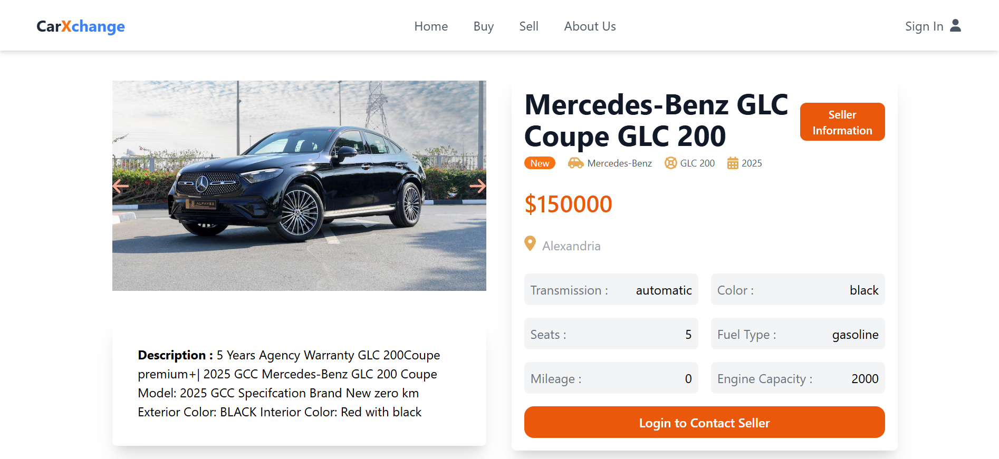 CarXchange
Home
Buy
Sell
About Us
Sign In
ALFAYEZ
Mercedes-Benz GLC
Coupe GLC 200
Seller
Information
New
Mercedes-Benz
GLC 200
2025
$150000
Alexandria
Transmission :
automatic
Color :
black
Seats :
5
Fuel Type :
gasoline
Mileage :
0
Engine Capacity :
2000
Login to Contact Seller
Description : 5 Years Agency Warranty GLC 200Coupe
premium+| 2025 GCC Mercedes-Benz GLC 200 Coupe
Model: 2025 GCC Specifcation Brand New zero km
Exterior Color: BLACK Interior Color: Red with black